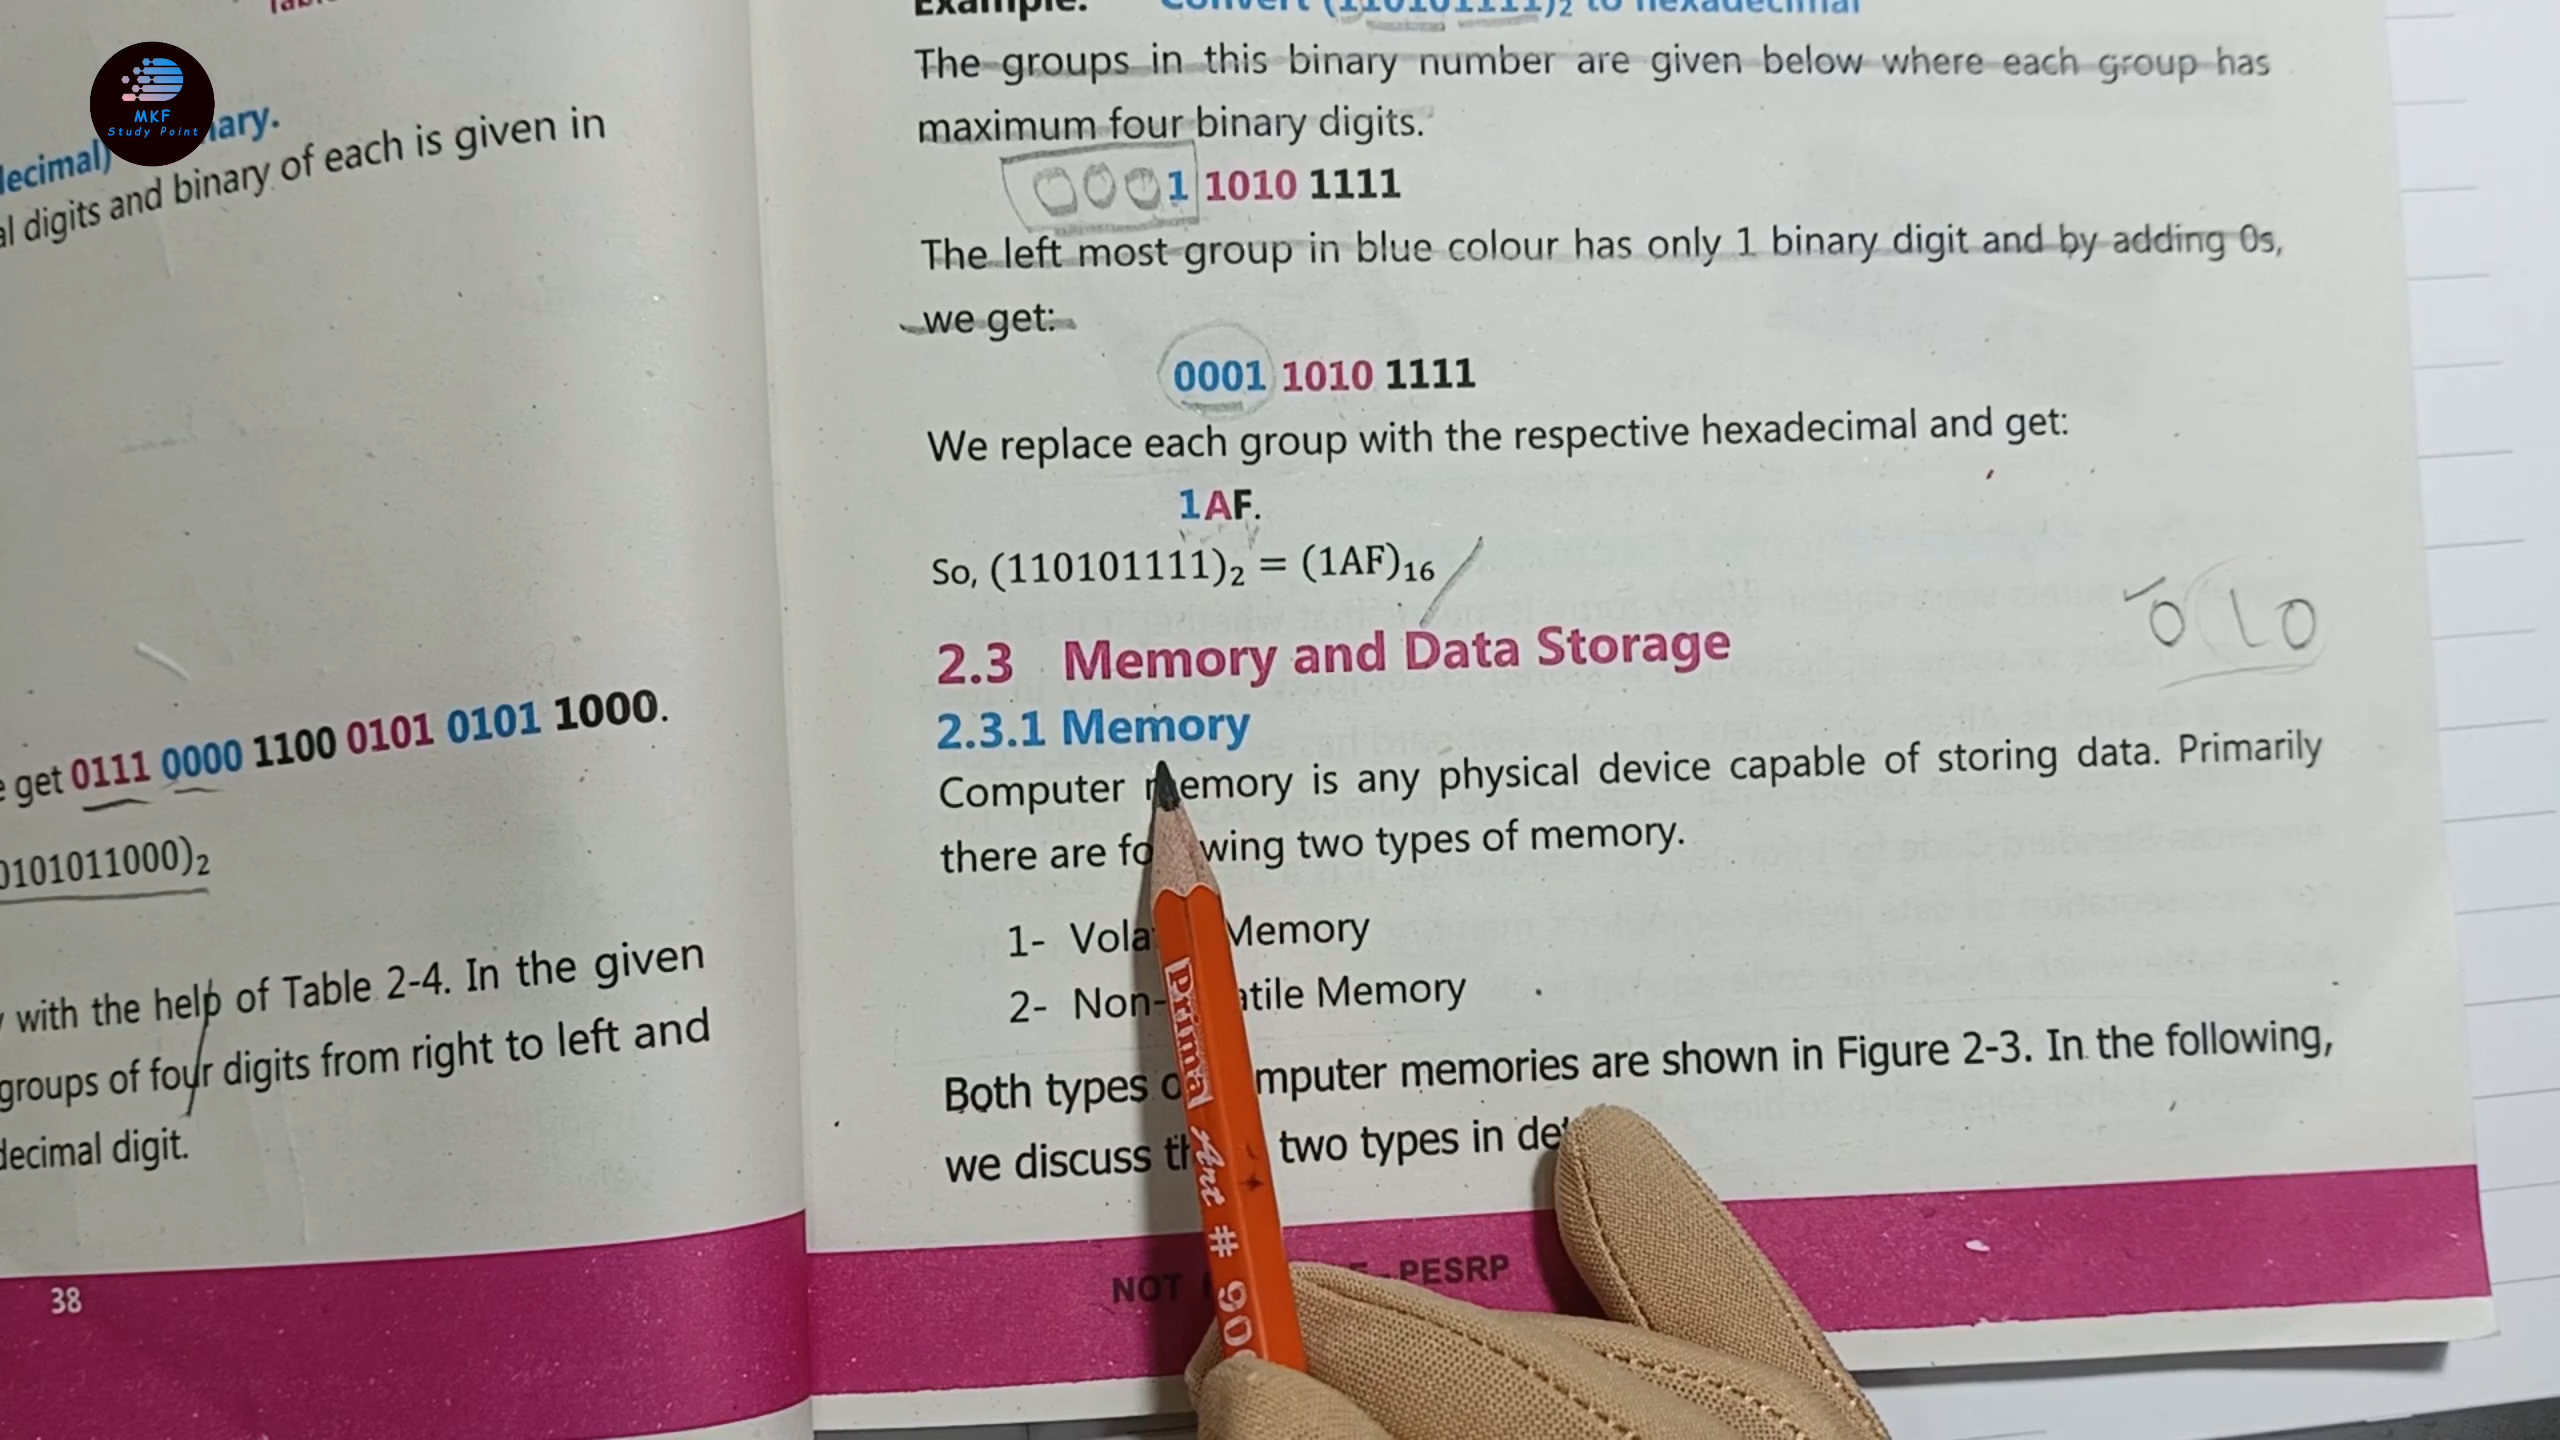 MKF
Study Point
of each is given in
digits and binary
get 0111 0000 1100 0101 0101 1000.
0101011000)2
with the help of Table 2-4. In the given
groups of four digits from right to left and
decimal digit.
38
Example: Convert (110101111)2 to hexadecimal
The groups in this binary number are given below where each group has
maximum four binary digits.
0001 1010 1111
The left most group in blue colour has only 1 binary digit and by adding 0s,
we get:
0001 1010 1111
We replace each group with the respective hexadecimal and get:
1AF.
So, (110101111)2 = (1AF)16
010
2.3 Memory and Data Storage
2.3.1 Memory
Computer memory is any physical device capable of storing data. Primarily
there are following two types of memory.
1- Volatile Memory
2- Non-Volatile Memory
Both types of computer memories are shown in Figure 2-3. In the following,
we discuss two types in
NOT PESRP
Primal Art # 90